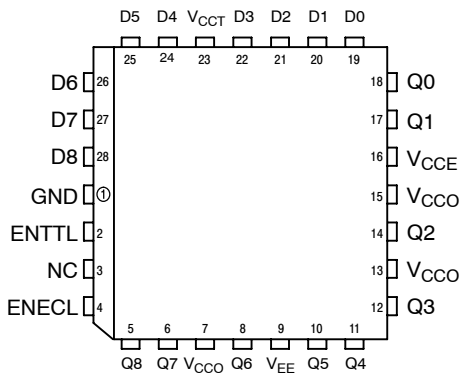 D5 D4 VCCT D3 D2 D1 D0
25 24 23 22 21 20 19
D6 26 18 Q0
D7 27 17 Q1
D8 28 16 VCCE
GND 1 15 VCCO
ENTTL 2 14 Q2
NC 3 13 VCCO
ENECL 4 12 Q3
5 6 7 8 9 10 11
Q8 Q7 VCCO Q6 VEE Q5 Q4